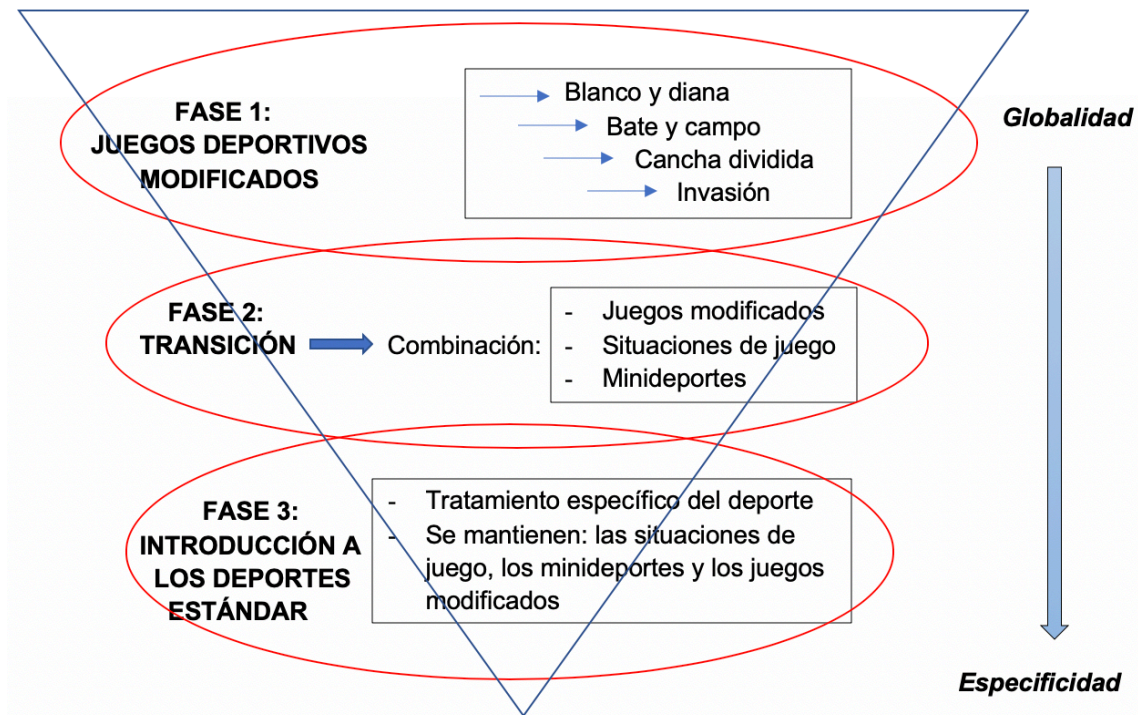 FASE 1:
JUEGOS DEPORTIVOS
MODIFICADOS
Blanco y diana
Bate y campo
Cancha dividida
Invasión
Globalidad
FASE 2:
TRANSICIÓN
Combinación:
- Juegos modificados
- Situaciones de juego
- Minideportes
FASE 3:
INTRODUCCIÓN A
LOS DEPORTES
ESTÁNDAR
- Tratamiento específico del deporte
- Se mantienen: las situaciones de
juego, los minideportes y los juegos
modificados
Especificidad